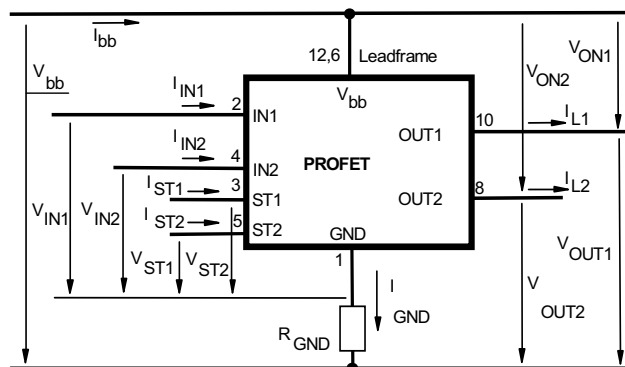 I bb
V bb
12,6 Leadframe
V ON1
V ON2
I IN1
2
IN1
V bb
I IN2
4
IN2
OUT1
10
I L1
PROFET
I ST1
3
ST1
OUT2
8
I L2
I ST2
5
ST2
GND
V IN1
V IN2
V ST1
V ST2
1
I GND
R GND
V OUT1
V OUT2